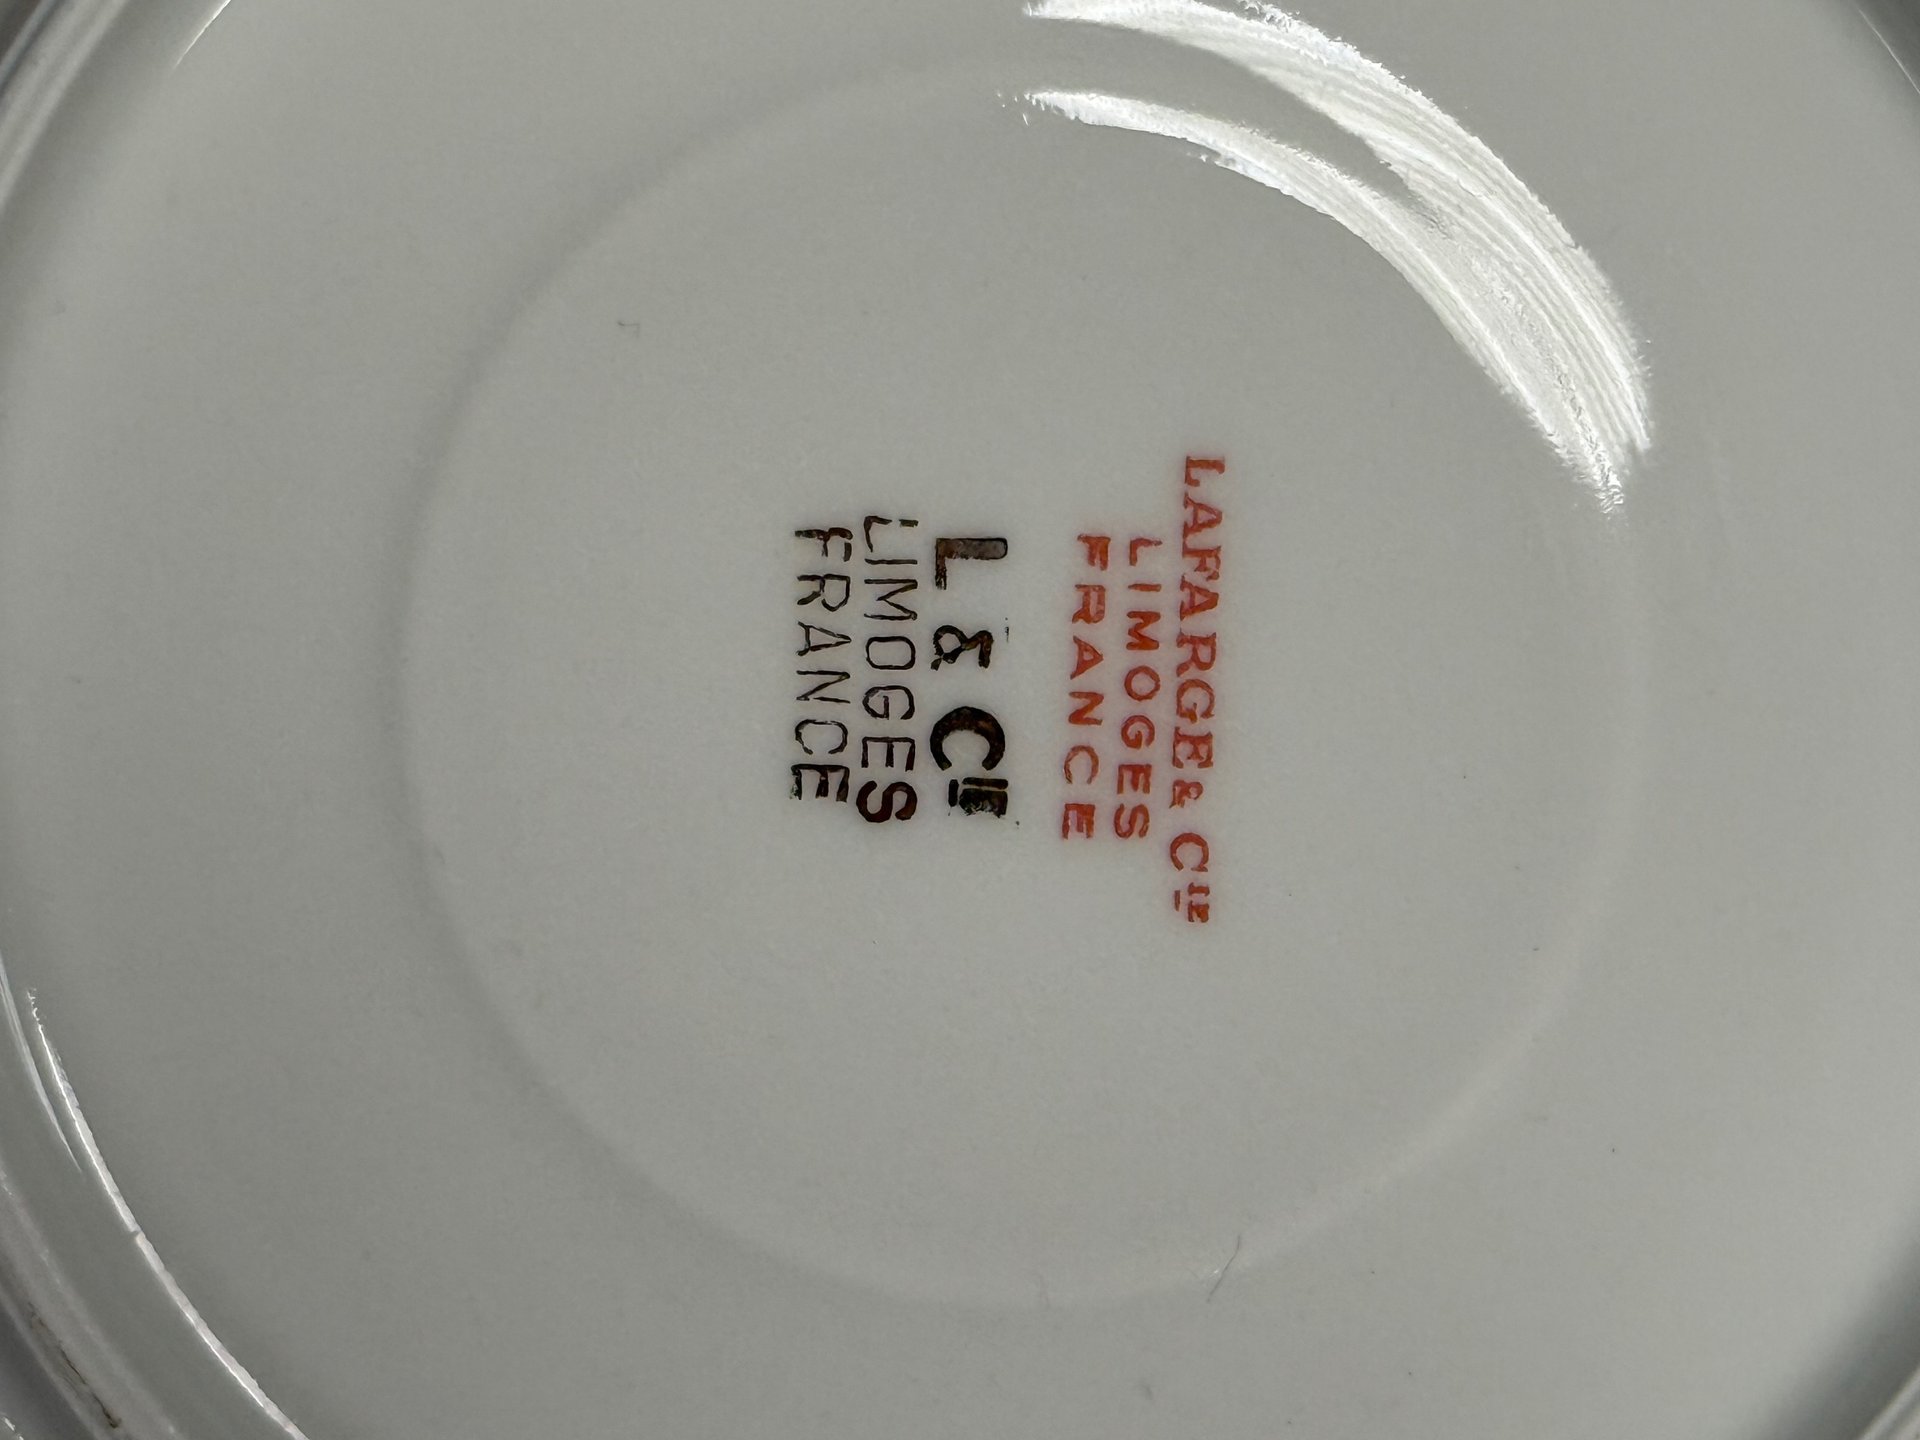 LAFARGE & CIE
LIMOGES
FRANCE
L & CIE
LIMOGES
FRANCE